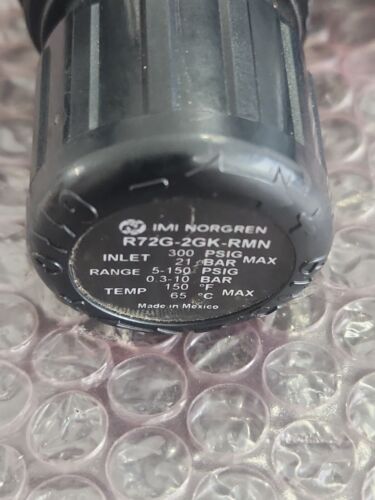 IMI NORGREN
R72G-2GK-RMN
INLET 300 PSIG MAX
21 BAR
RANGE 5-150 PSIG
0.3-10 BAR
TEMP 150 °F MAX
65 °C
Made in Mexico